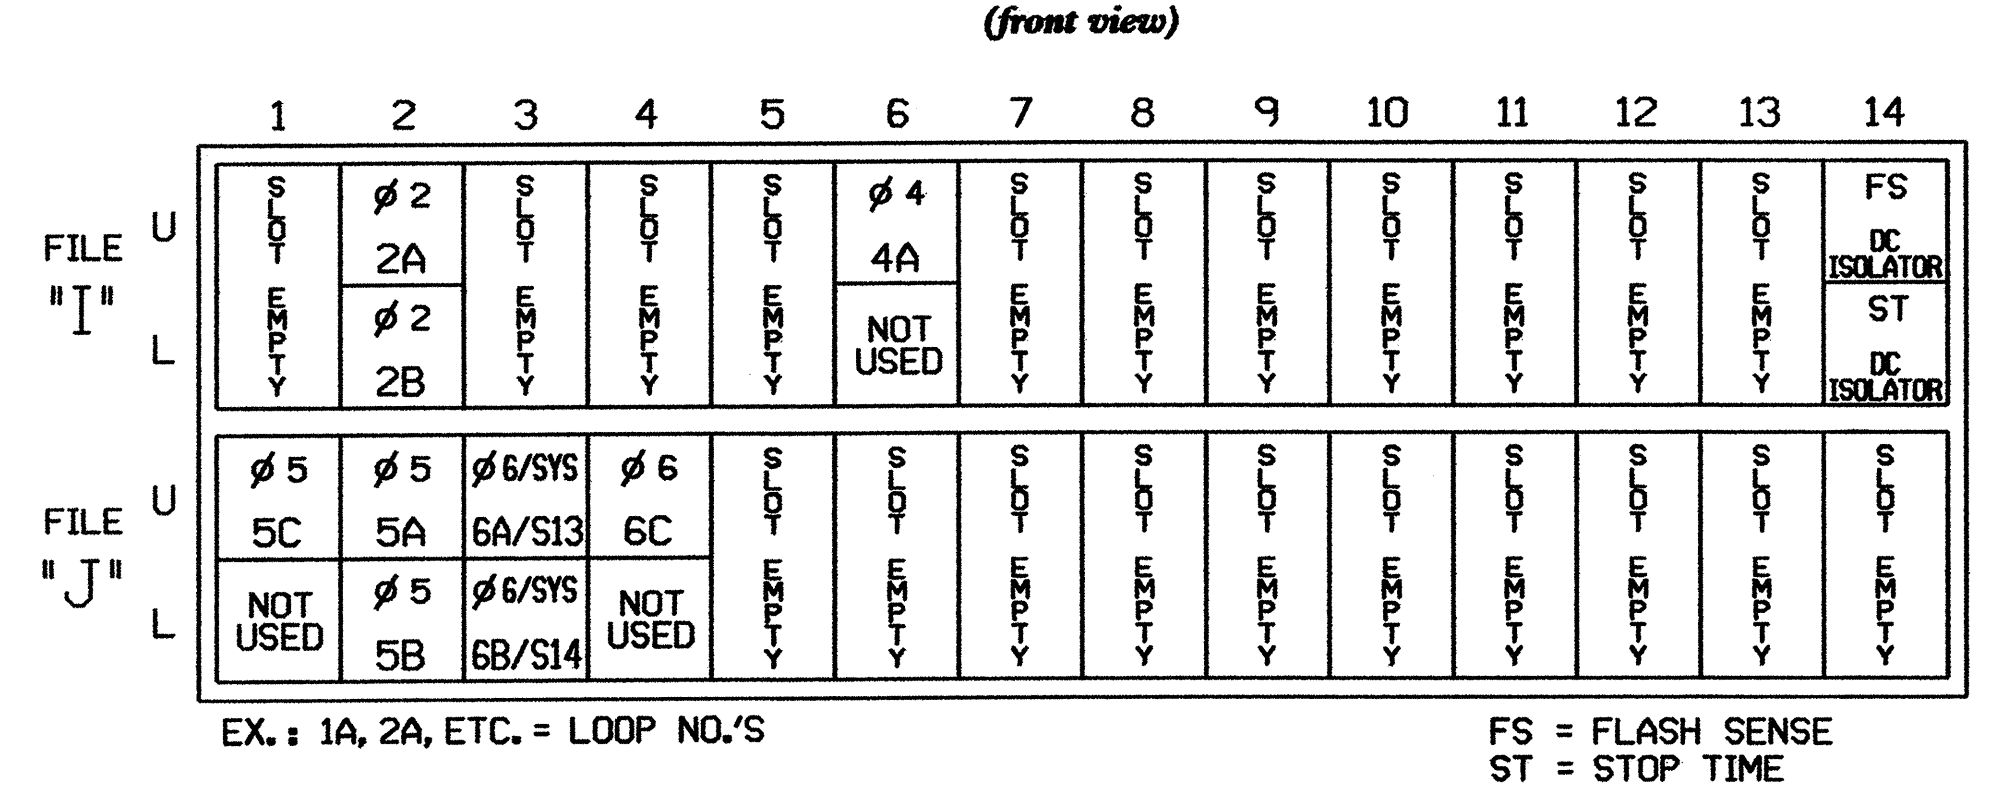 (front view)
1 2 3 4 5 6 7 8 9 10 11 12 13 14
FILE "I"
U
L
SLOT EMPTY
ø 2
2A
ø 2
2B
SLOT EMPTY
SLOT EMPTY
SLOT EMPTY
ø 4
4A
NOT
USED
SLOT EMPTY
SLOT EMPTY
SLOT EMPTY
SLOT EMPTY
SLOT EMPTY
SLOT EMPTY
SLOT EMPTY
FS
DC
ISOLATOR
ST
DC
ISOLATOR
FILE "J"
U
L
ø 5
5C
NOT
USED
ø 5
5A
ø 5
5B
ø 6/SYS
6A/S13
ø 6/SYS
6B/S14
ø 6
6C
NOT
USED
SLOT EMPTY
SLOT EMPTY
SLOT EMPTY
SLOT EMPTY
SLOT EMPTY
SLOT EMPTY
SLOT EMPTY
SLOT EMPTY
SLOT EMPTY
SLOT EMPTY
EX.: 1A, 2A, ETC. = LOOP NO.'S
FS = FLASH SENSE
ST = STOP TIME